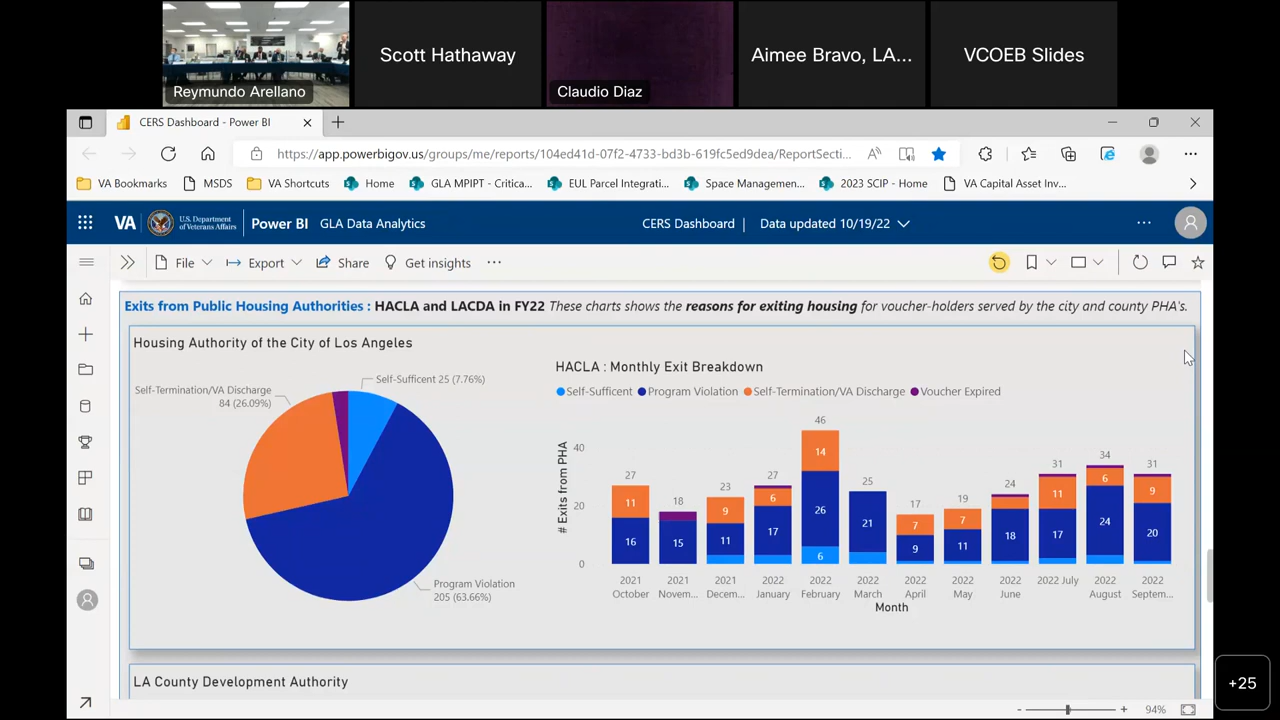 Reymundo Arellano
Scott Hathaway
Claudio Diaz
Aimee Bravo, LA...
VCOEB Slides
CERS Dashboard - Power BI
https://app.powerbigov.us/groups/me/reports/104ed41d-07f2-4733-bd3b-619fc5ed9dea/ReportSecti...
VA Bookmarks
MSDS
VA Shortcuts
Home
GLA MPIPT - Critica...
EUL Parcel Integrati...
Space Managemen...
2023 SCIP - Home
VA Capital Asset Inv...
VA
U.S. Department
of Veterans Affairs
Power BI
GLA Data Analytics
CERS Dashboard | Data updated 10/19/22
File
Export
Share
Get insights
Exits from Public Housing Authorities : HACLA and LACDA in FY22 These charts shows the reasons for exiting housing for voucher-holders served by the city and county PHA's.
Housing Authority of the City of Los Angeles
Self-Sufficent 25 (7.76%)
Self-Termination/VA Discharge
84 (26.09%)
Program Violation
205 (63.66%)
HACLA : Monthly Exit Breakdown
Self-Sufficent
Program Violation
Self-Termination/VA Discharge
Voucher Expired
# Exits from PHA
40
20
0
27
11
16
18
15
23
9
11
27
6
17
46
14
26
6
25
21
17
7
9
19
7
11
24
18
31
11
17
34
6
24
31
9
20
2021
October
2021
Novem...
2021
Decem...
2022
January
2022
February
2022
March
2022
April
2022
May
2022
June
2022 July
2022
August
2022
Septem...
Month
LA County Development Authority
- + 94%
+25